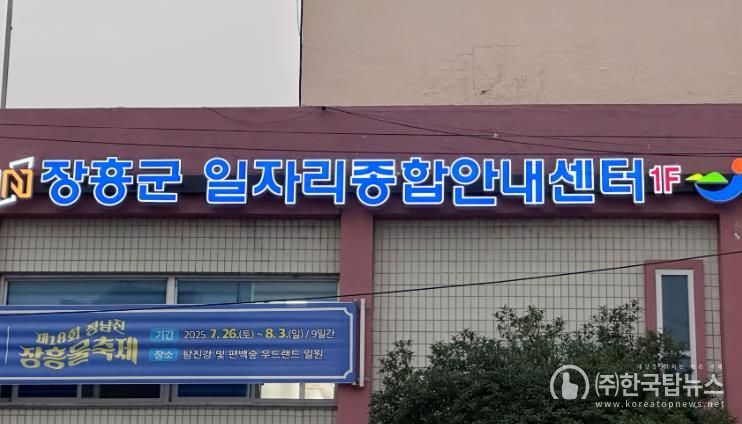 장흥군 일자리종합안내센터 1F
제18회 정남진
장흥물축제
기간 2025. 7. 26.(토) ~ 8. 3.(일) / 9일간
장소 탐진강 및 편백숲 우드랜드 일원
(주)한국탑뉴스
www.koreatopnews.net